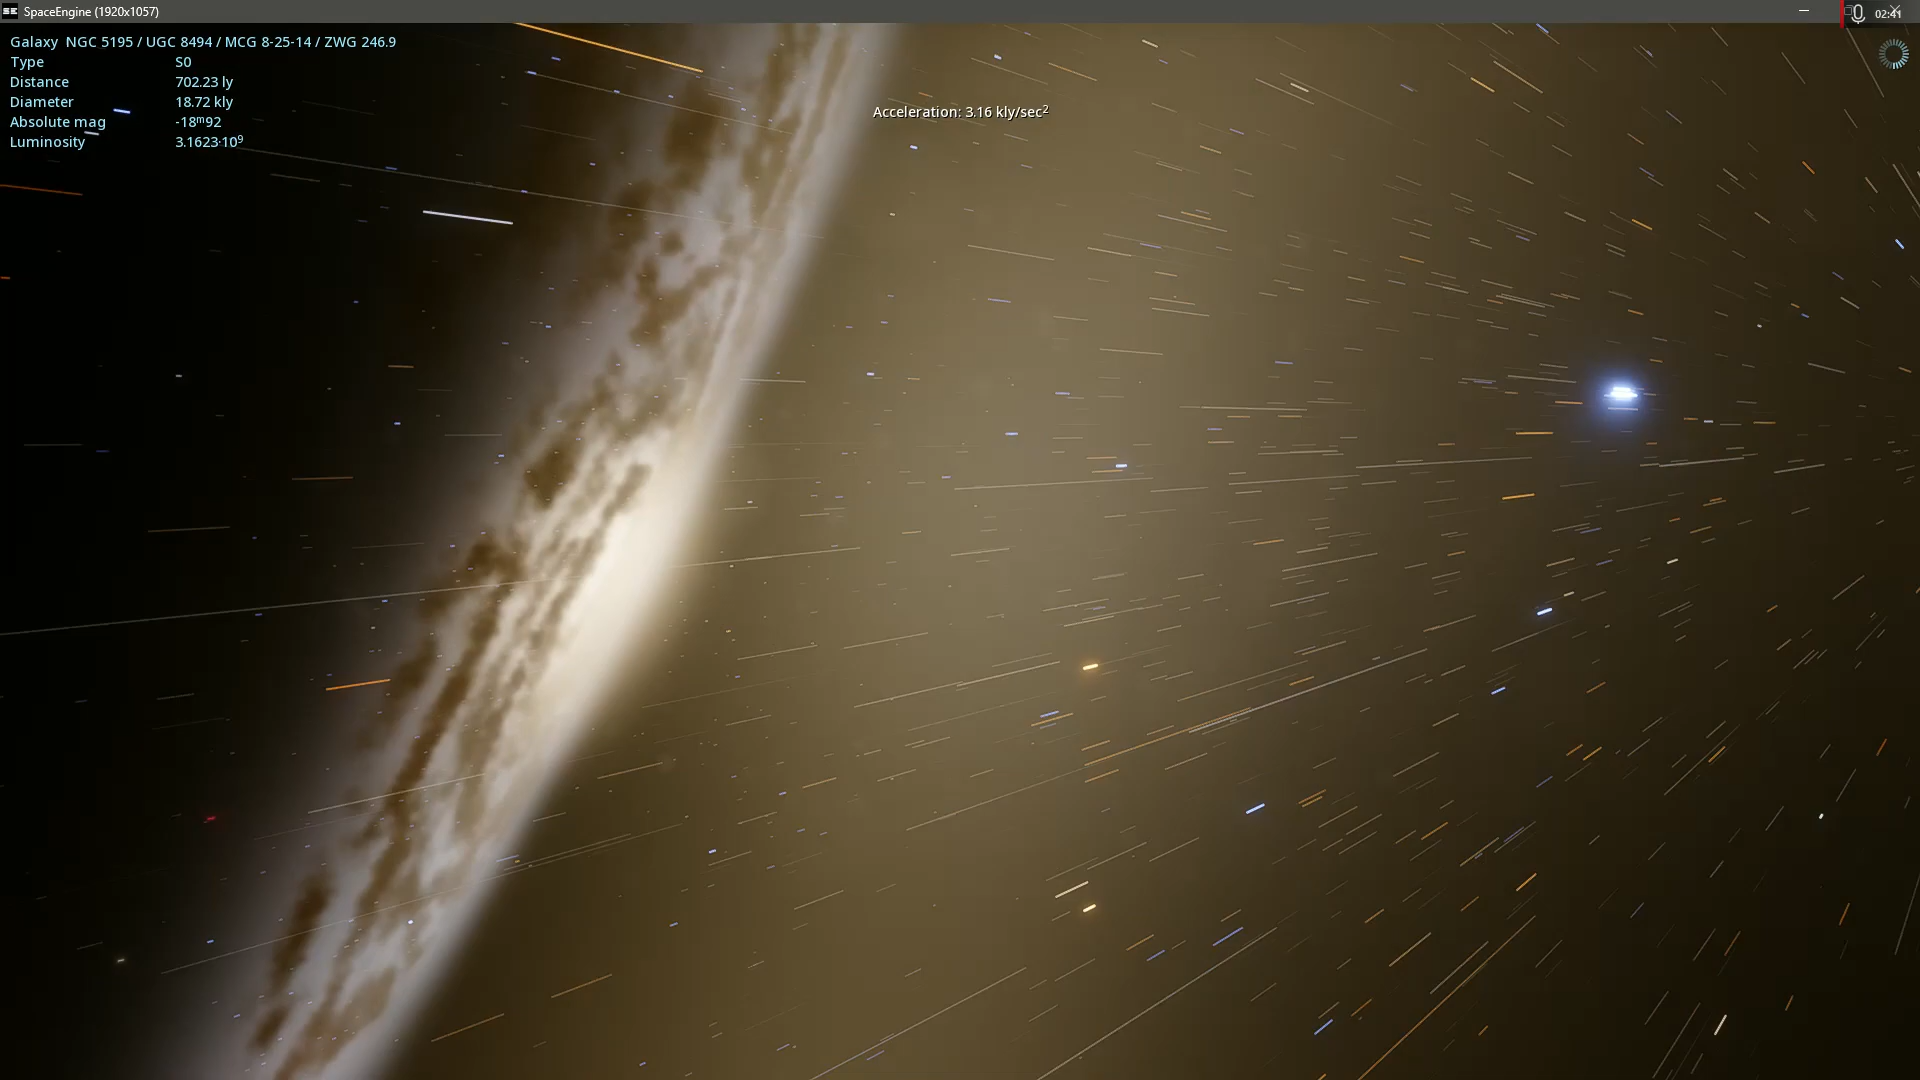 SE SpaceEngine (1920x1057)
02:41
Galaxy NGC 5195 / UGC 8494 / MCG 8-25-14 / ZWG 246.9
Type S0
Distance 702.23 ly
Diameter 18.72 kly
Absolute mag -18ᵐ92
Luminosity 3.1623·10⁹
Acceleration: 3.16 kly/sec²